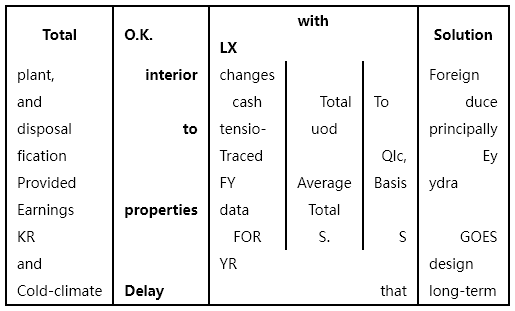 with
Total O.K. Solution
LX
plant, interior changes Foreign
and cash Total To duce
disposal to tensio- uod principally
fication Traced Qlc, Ey
Provided FY Average Basis ydra
Earnings properties data Total
KR FOR S. S GOES
and YR design
Cold-climate Delay that long-term